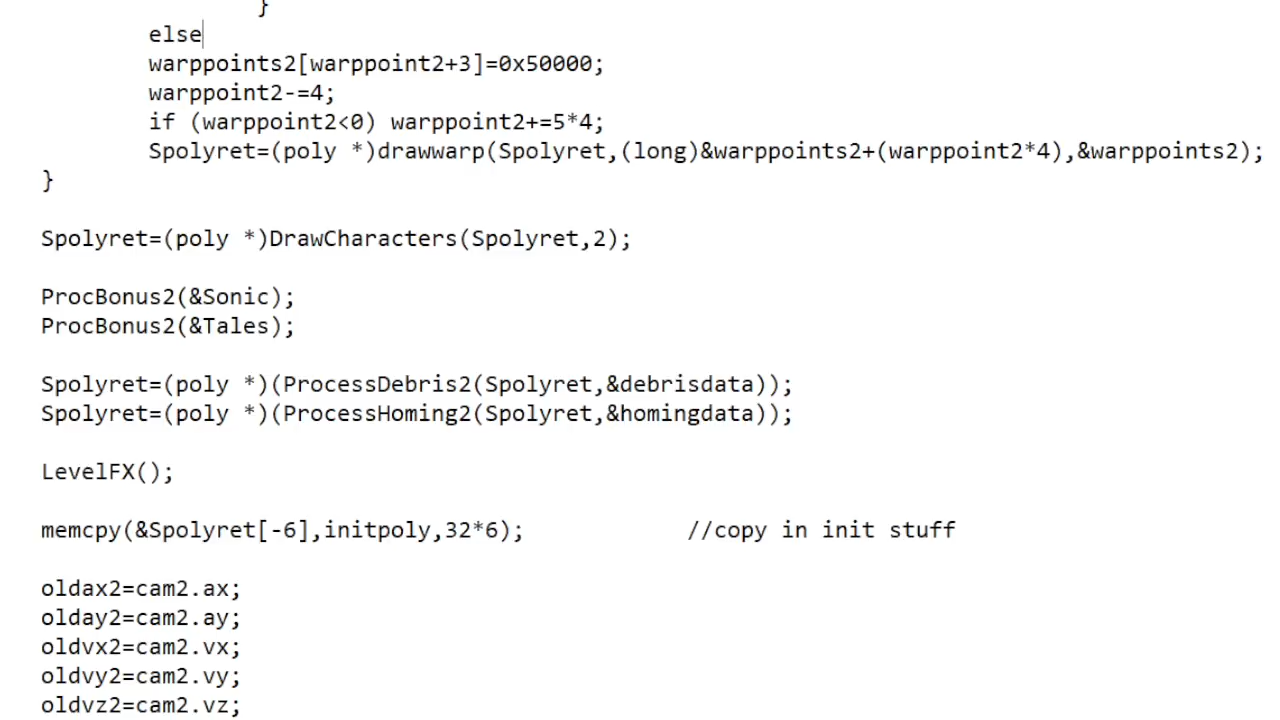 }
else
warppoints2[warppoint2+3]=0x50000;
warppoint2-=4;
if (warppoint2<0) warppoint2+=5*4;
Spolyret=(poly *)drawwarp(Spolyret,(long)&warppoints2+(warppoint2*4),&warppoints2);
}
Spolyret=(poly *)DrawCharacters(Spolyret,2);
ProcBonus2(&Sonic);
ProcBonus2(&Tales);
Spolyret=(poly *)(ProcessDebris2(Spolyret,&debrisdata));
Spolyret=(poly *)(ProcessHoming2(Spolyret,&homingdata));
LevelFX();
memcpy(&Spolyret[-6],initpoly,32*6); //copy in init stuff
oldax2=cam2.ax;
olday2=cam2.ay;
oldvx2=cam2.vx;
oldvy2=cam2.vy;
oldvz2=cam2.vz;